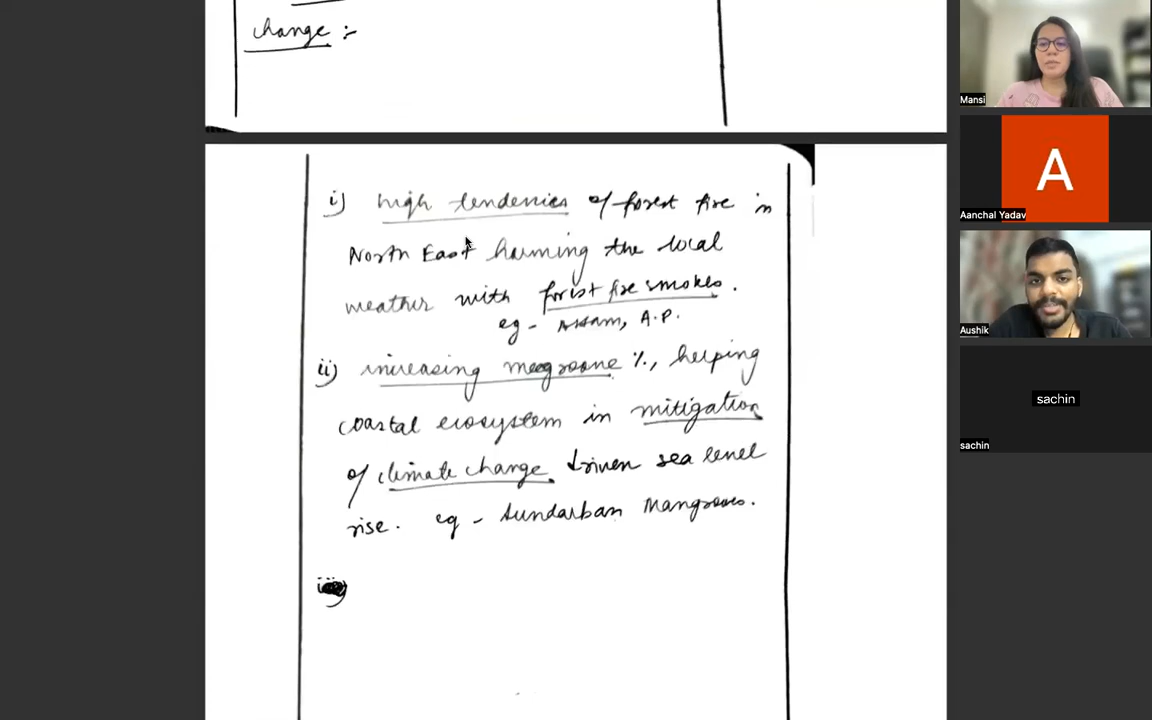 change :-
i) high tendenies of forest fire in
North East harming the local
weather with forest fire smokes.
eg - Assam, A.P.
ii) increasing mangroone %, helping
coastal ecosystem in mitigation
of climate change driven sea level
rise. eg - Sundarban Mangroves.
Mansi
A
Aanchal Yadav
Aushik
sachin
sachin